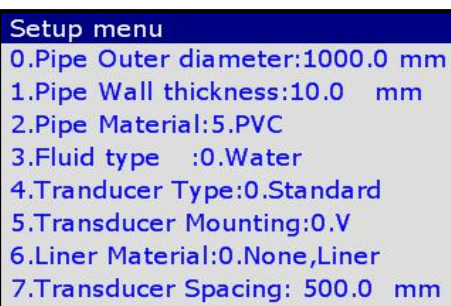 Setup menu
0.Pipe Outer diameter:1000.0 mm
1.Pipe Wall thickness:10.0 mm
2.Pipe Material:5.PVC
3.Fluid type :0.Water
4.Tranducer Type:0.Standard
5.Transducer Mounting:0.V
6.Liner Material:0.None,Liner
7.Transducer Spacing: 500.0 mm